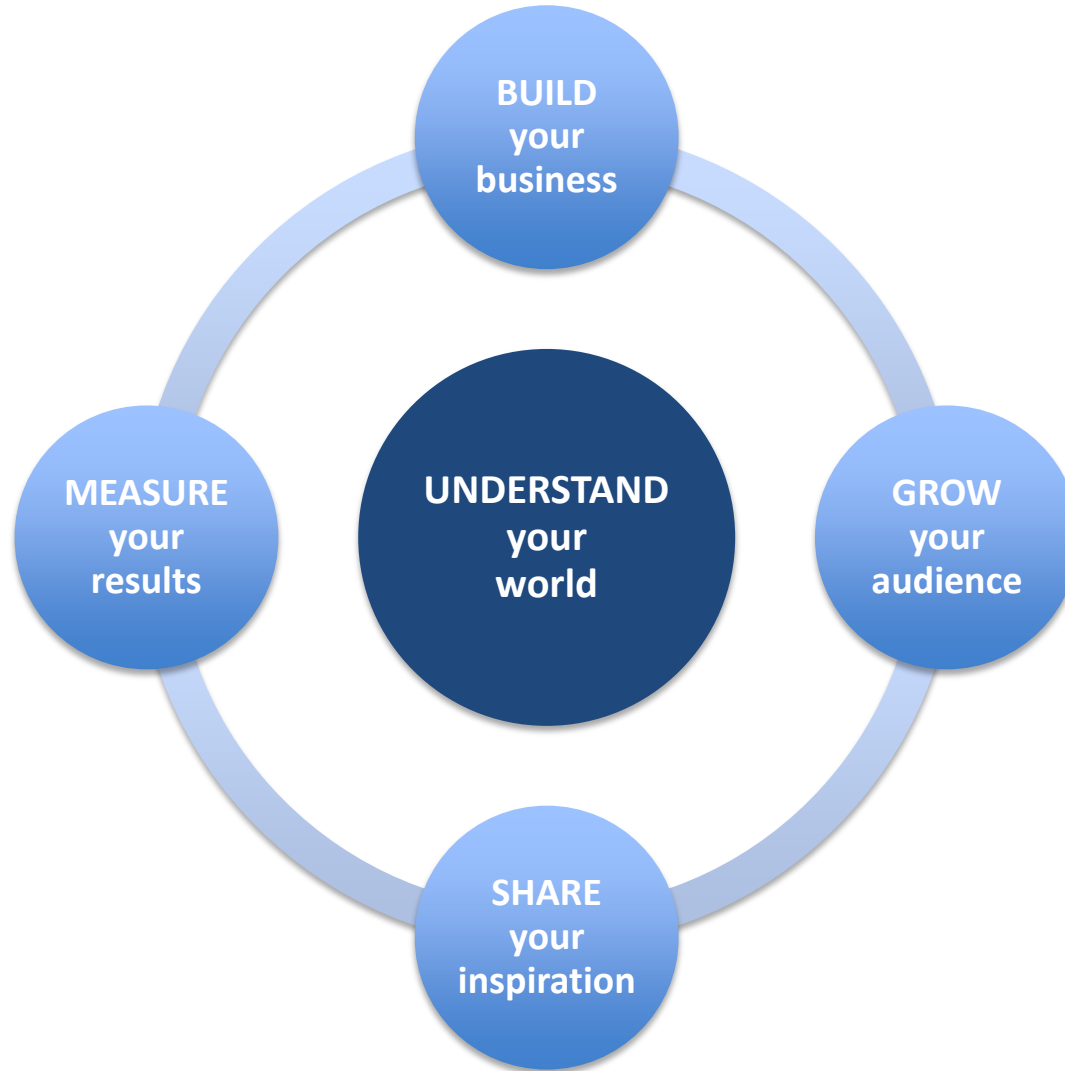 BUILD
your
business
MEASURE
your
results
UNDERSTAND
your
world
GROW
your
audience
SHARE
your
inspiration